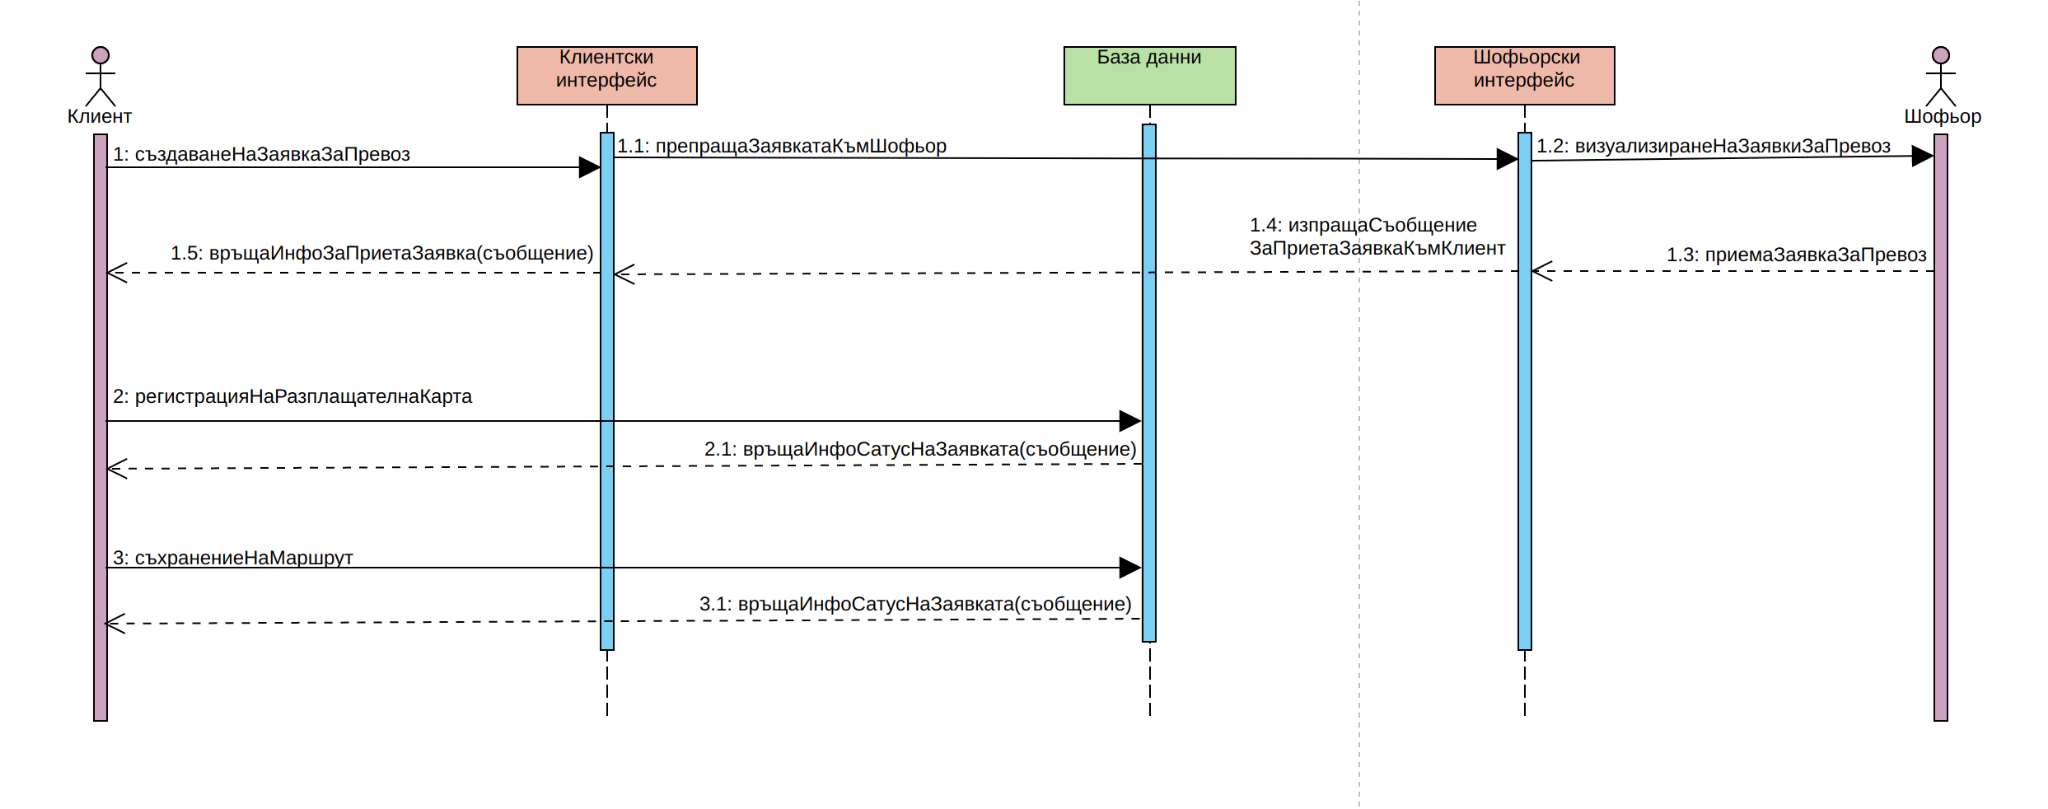 Клиент
Клиентски
интерфейс
База данни
Шофьорски
интерфейс
Шофьор
1: създаванеНаЗаявкаЗаПревоз
1.1: препращаЗаявкатаКъмШофьор
1.2: визуализиранеНаЗаявкиЗаПревоз
1.5: връщаИнфоЗаПриетаЗаявка(съобщение)
1.4: изпращаСъобщение
ЗаПриетаЗаявкаКъмКлиент
1.3: приемаЗаявкаЗаПревоз
2: регистрацияНаРазплащателнаКарта
2.1: връщаИнфоСатусНаЗаявката(съобщение)
3: съхранениеНаМаршрут
3.1: връщаИнфоСатусНаЗаявката(съобщение)